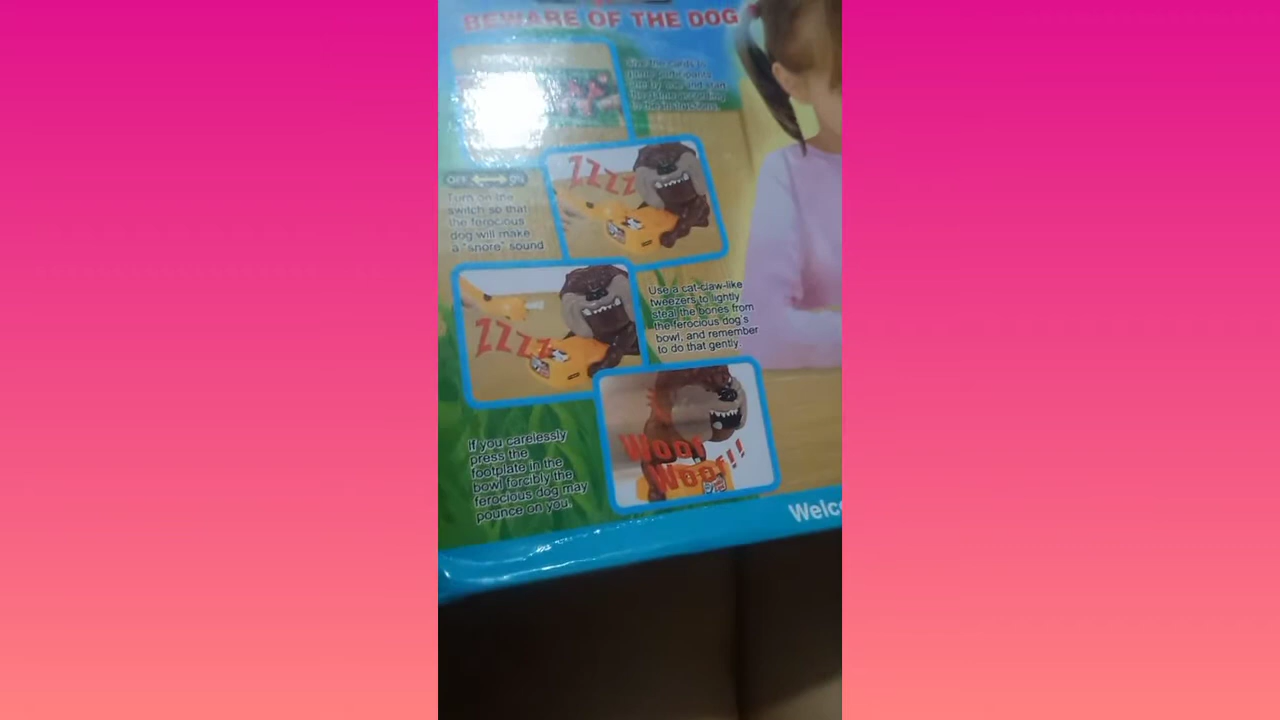 BEWARE OF THE DOG
in the instructions.
OFF ON
Turn on the
switch so that
the ferocious
dog will make
a "snore" sound
ZZZZ
Use a cat-claw-like
tweezers to lightly
steal the bones from
the ferocious dog's
bowl, and remember
to do that gently.
ZZZZ
If you carelessly
press the
footplate in the
bowl forcibly the
ferocious dog may
pounce on you.
Woof
Woof!!